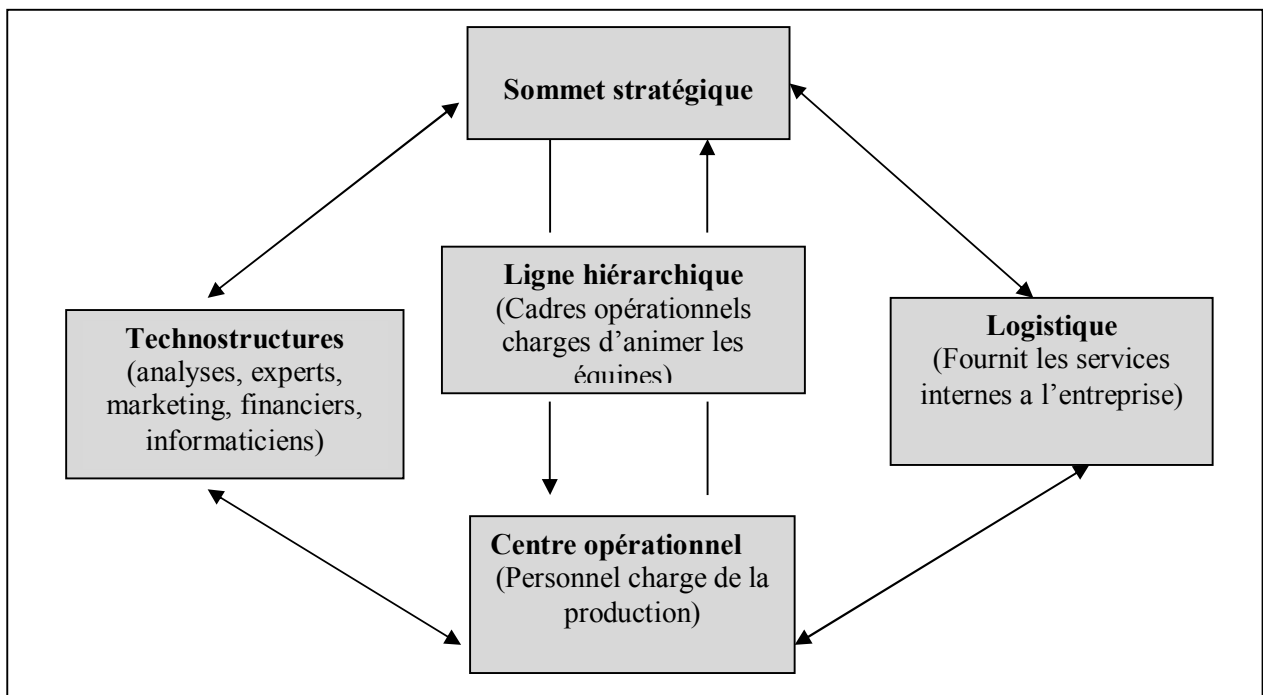 Sommet stratégique
Ligne hiérarchique
(Cadres opérationnels
charges d’animer les
équipes)
Technostructures
(analyses, experts,
marketing, financiers,
informaticiens)
Logistique
(Fournit les services
internes a l’entreprise)
Centre opérationnel
(Personnel charge de la
production)